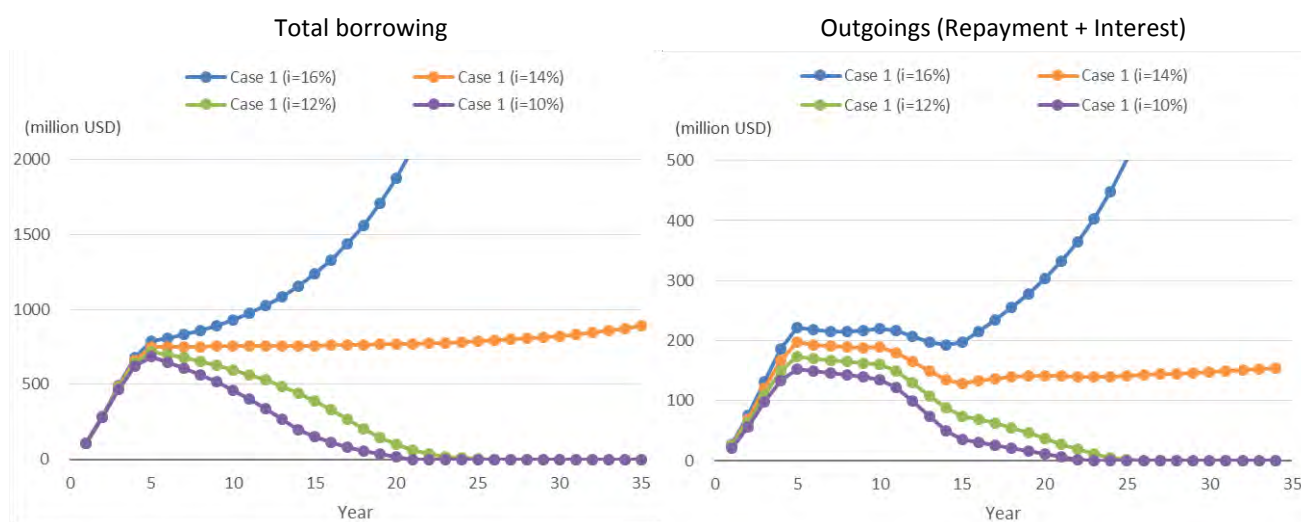 Total borrowing
Case 1 (i=16%) Case 1 (i=14%)
Case 1 (i=12%) Case 1 (i=10%)
(million USD)
2000
1500
1000
500
0
0 5 10 15 20 25 30 35
Year
Outgoings (Repayment + Interest)
Case 1 (i=16%) Case 1 (i=14%)
Case 1 (i=12%) Case 1 (i=10%)
(million USD)
500
400
300
200
100
0
0 5 10 15 20 25 30 35
Year